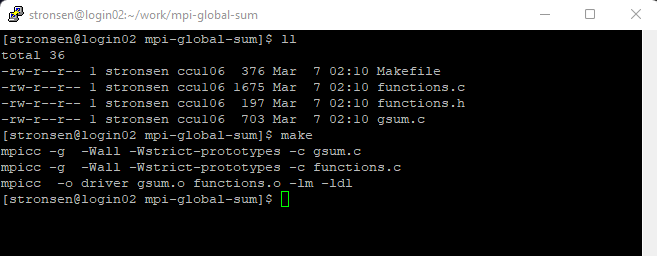 stronsen@login02:~/work/mpi-global-sum
[stronsen@login02 mpi-global-sum]$ ll
total 36
-rw-r--r-- 1 stronsen ccu106  376 Mar  7 02:10 Makefile
-rw-r--r-- 1 stronsen ccu106 1675 Mar  7 02:10 functions.c
-rw-r--r-- 1 stronsen ccu106  197 Mar  7 02:10 functions.h
-rw-r--r-- 1 stronsen ccu106  703 Mar  7 02:10 gsum.c
[stronsen@login02 mpi-global-sum]$ make
mpicc -g  -Wall -Wstrict-prototypes -c gsum.c
mpicc -g  -Wall -Wstrict-prototypes -c functions.c
mpicc  -o driver gsum.o functions.o -lm -ldl
[stronsen@login02 mpi-global-sum]$